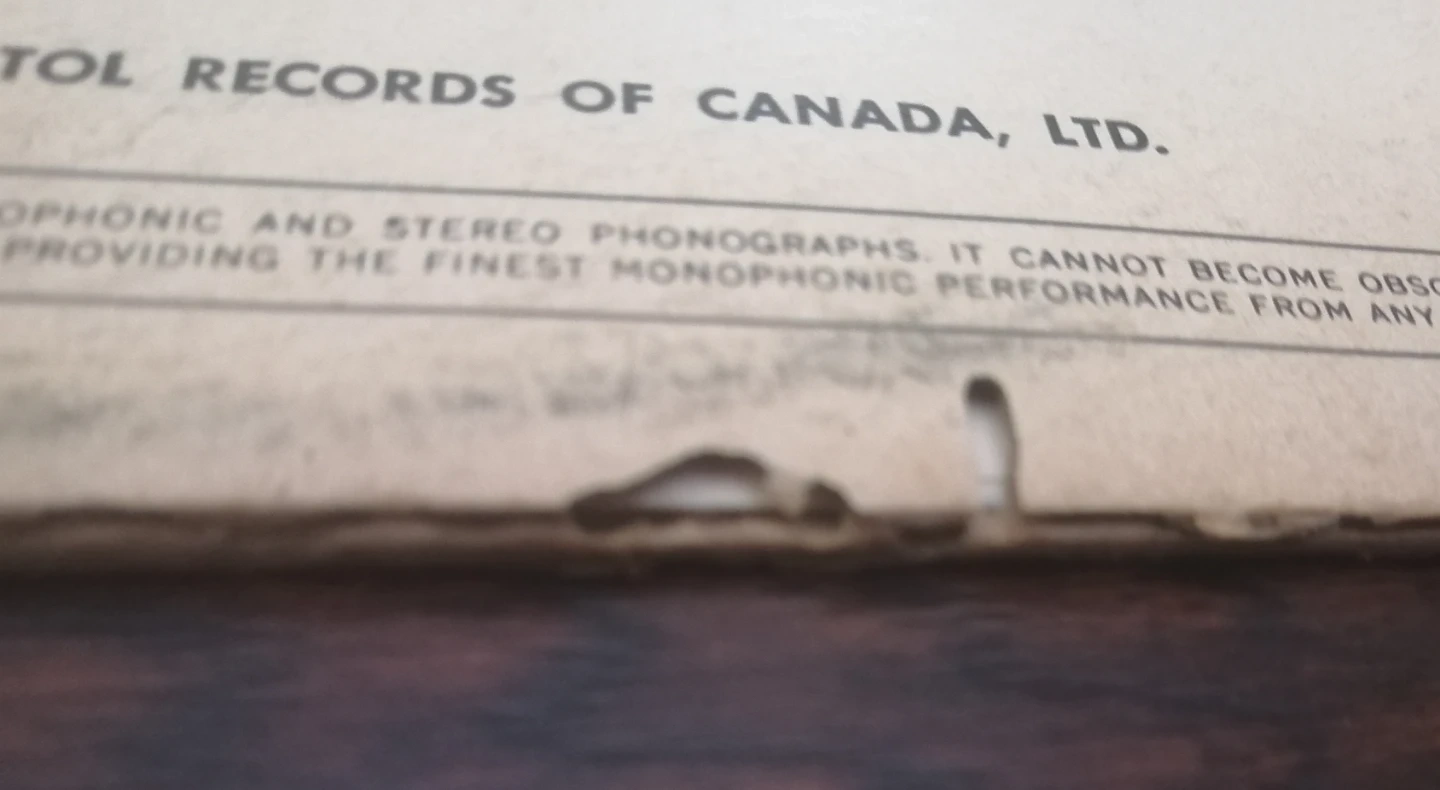 TOL RECORDS OF CANADA, LTD.
OPHONIC AND STEREO PHONOGRAPHS. IT CANNOT BECOME OBSO
PROVIDING THE FINEST MONOPHONIC PERFORMANCE FROM ANY